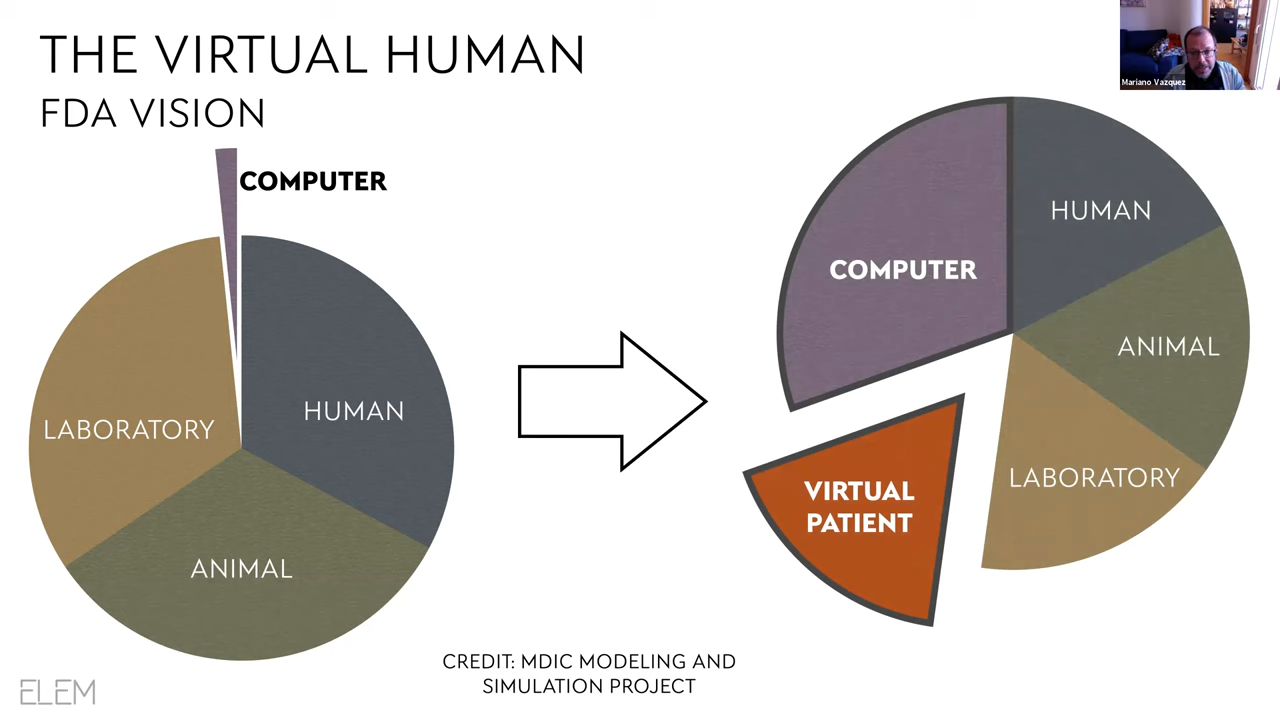 THE VIRTUAL HUMAN
FDA VISION
Mariano Vazquez
COMPUTER
LABORATORY
HUMAN
ANIMAL
HUMAN
COMPUTER
ANIMAL
LABORATORY
VIRTUAL
PATIENT
CREDIT: MDIC MODELING AND
SIMULATION PROJECT
ELEM